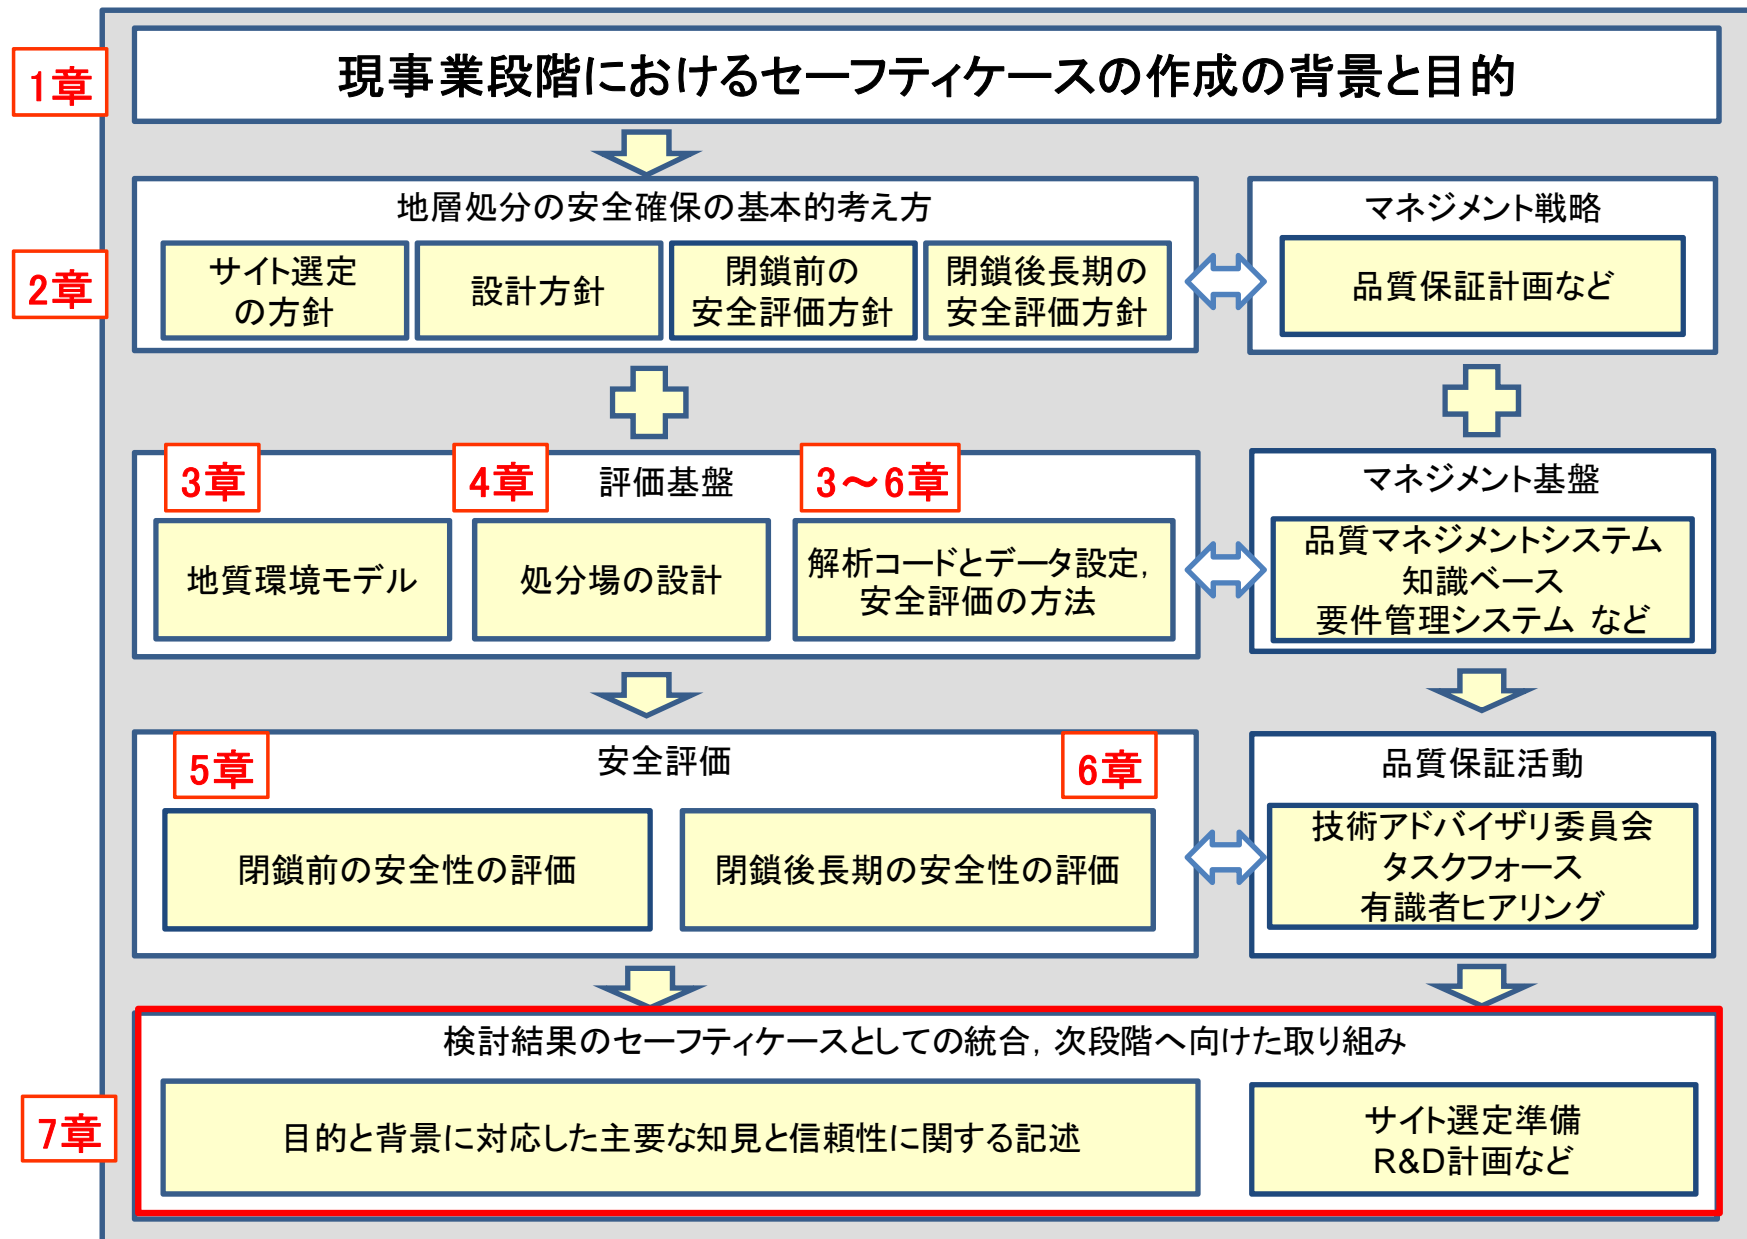 1章
現事業段階におけるセーフティケースの作成の背景と目的
2章
地層処分の安全確保の基本的考え方
サイト選定
の方針
設計方針
閉鎖前の
安全評価方針
閉鎖後長期の
安全評価方針
マネジメント戦略
品質保証計画など
3章
4章
評価基盤
3～6章
地質環境モデル
処分場の設計
解析コードとデータ設定,
安全評価の方法
マネジメント基盤
品質マネジメントシステム
知識ベース
要件管理システム など
5章
安全評価
6章
閉鎖前の安全性の評価
閉鎖後長期の安全性の評価
品質保証活動
技術アドバイザリ委員会
タスクフォース
有識者ヒアリング
7章
検討結果のセーフティケースとしての統合, 次段階へ向けた取り組み
目的と背景に対応した主要な知見と信頼性に関する記述
サイト選定準備
R&D計画など